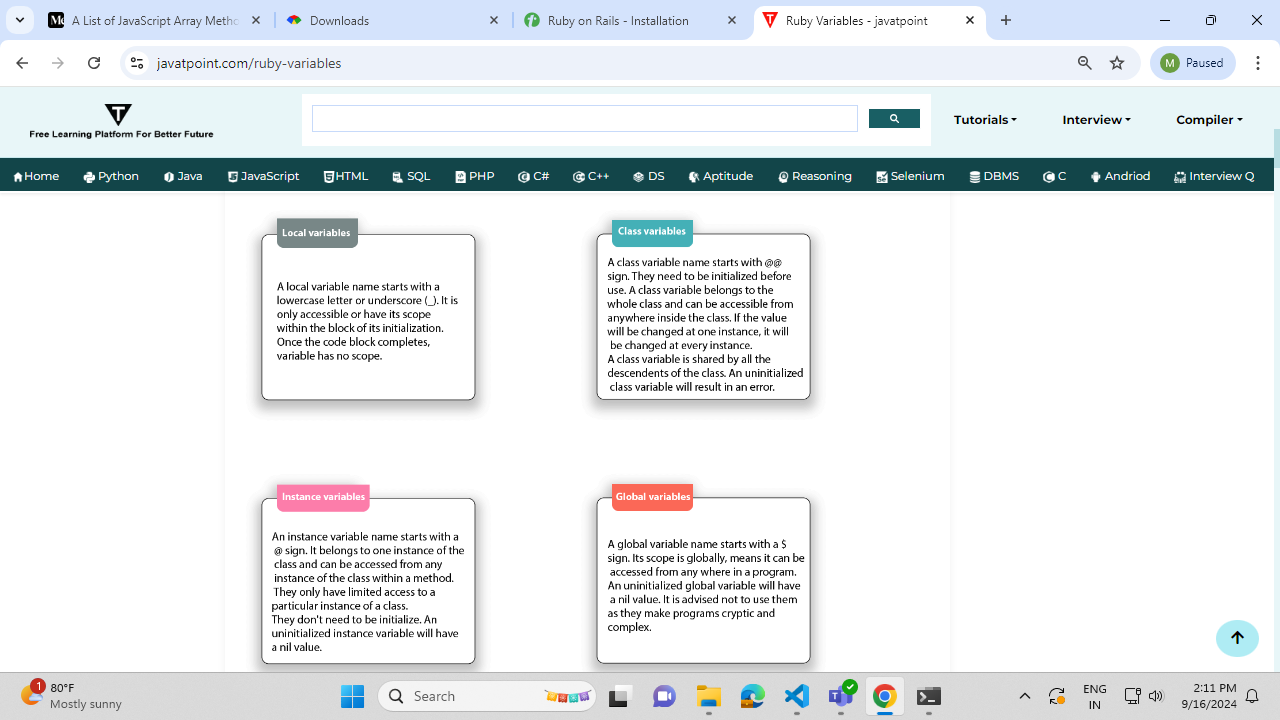 A List of JavaScript Array Metho
Downloads
Ruby on Rails - Installation
Ruby Variables - javatpoint
javatpoint.com/ruby-variables
M Paused
T
Free Learning Platform For Better Future
Tutorials
Interview
Compiler
Home
Python
Java
JavaScript
HTML
SQL
PHP
C#
C++
DS
Aptitude
Reasoning
Selenium
DBMS
C
Andriod
Interview Q
Local variables
A local variable name starts with a
lowercase letter or underscore (_). It is
only accessible or have its scope
within the block of its initialization.
Once the code block completes,
variable has no scope.
Class variables
A class variable name starts with @@
sign. They need to be initialized before
use. A class variable belongs to the
whole class and can be accessible from
anywhere inside the class. If the value
will be changed at one instance, it will
be changed at every instance.
A class variable is shared by all the
descendents of the class. An uninitialized
class variable will result in an error.
Instance variables
An instance variable name starts with a
@ sign. It belongs to one instance of the
class and can be accessed from any
instance of the class within a method.
They only have limited access to a
particular instance of a class.
They don't need to be initialize. An
uninitialized instance variable will have
a nil value.
Global variables
A global variable name starts with a $
sign. Its scope is globally, means it can be
accessed from any where in a program.
An uninitialized global variable will have
a nil value. It is advised not to use them
as they make programs cryptic and
complex.
1
80°F
Mostly sunny
Search
ENG
IN
2:11 PM
9/16/2024